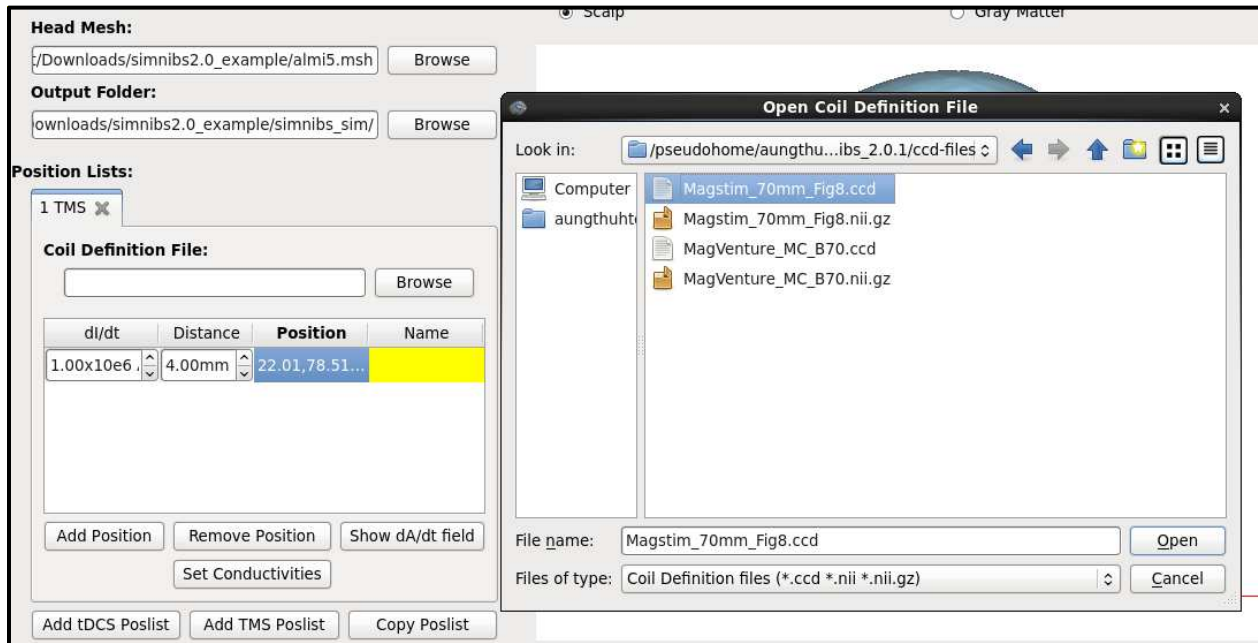 Scalp
Gray Matter
Head Mesh:
:/Downloads/simnibs2.0_example/almi5.msh
Browse
Output Folder:
ownloads/simnibs2.0_example/simnibs_sim/
Browse
Position Lists:
1 TMS
Coil Definition File:
Browse
dI/dt Distance Position Name
1.00x10e6 4.00mm 22.01,78.51...
Add Position Remove Position Show dA/dt field
Set Conductivities
Add tDCS Poslist Add TMS Poslist Copy Poslist
Open Coil Definition File
Look in: /pseudohome/aungthu...ibs_2.0.1/ccd-files
Computer
aungthuht
Magstim_70mm_Fig8.ccd
Magstim_70mm_Fig8.nii.gz
MagVenture_MC_B70.ccd
MagVenture_MC_B70.nii.gz
File name: Magstim_70mm_Fig8.ccd Open
Files of type: Coil Definition files (*.ccd *.nii *.nii.gz) Cancel